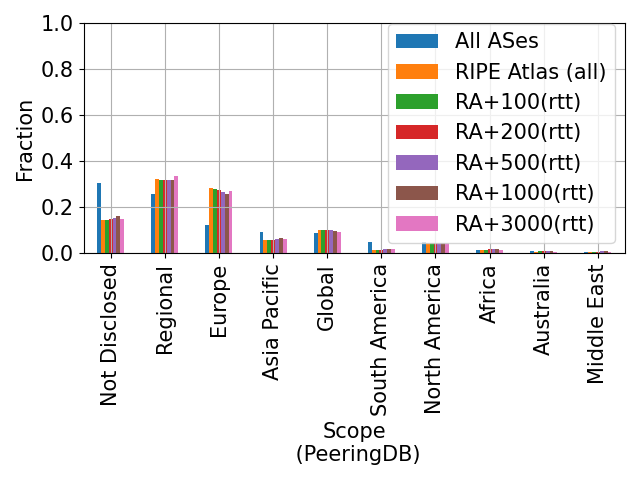 1.0
0.8
0.6
0.4
0.2
0.0
Fraction
All ASes
RIPE Atlas (all)
RA+100(rtt)
RA+200(rtt)
RA+500(rtt)
RA+1000(rtt)
RA+3000(rtt)
Not Disclosed
Regional
Europe
Asia Pacific
Global
South America
North America
Africa
Australia
Middle East
Scope
(PeeringDB)